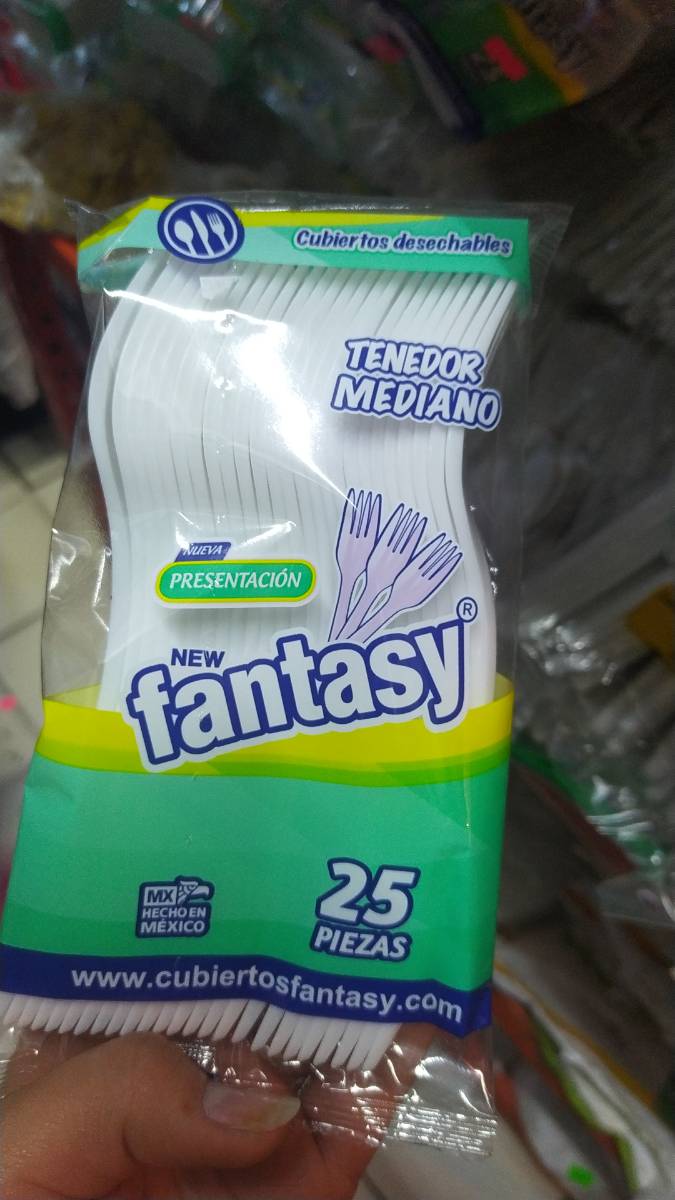 Cubiertos desechables
TENEDOR
MEDIANO
NUEVA
PRESENTACIÓN
NEW
fantasy®
MX
HECHO EN
MÉXICO
25
PIEZAS
www.cubiertosfantasy.com